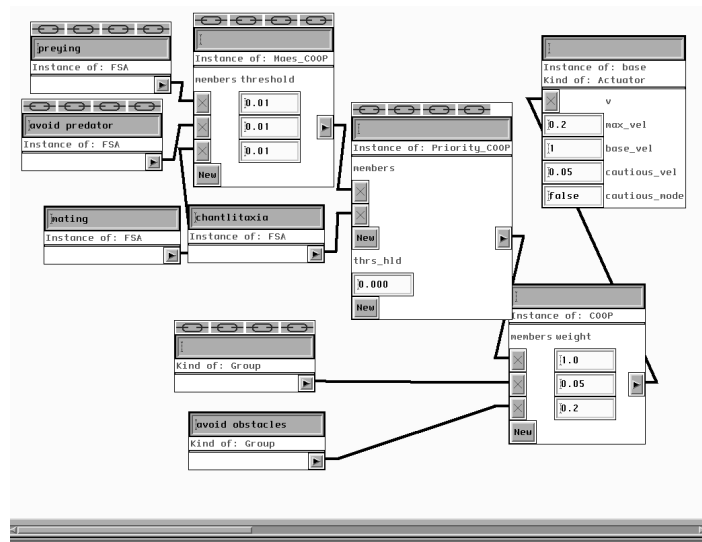 preying
Instance of: FSA
Instance of: Maes_COOP
members threshold
0.01
0.01
0.01
New
avoid predator
Instance of: FSA
Instance of: base
Kind of: Actuator
v
0.2 max_vel
1 base_vel
0.05 cautious_vel
false cautious_mode
Instance of: Priority_COOP
members
New
thrs_hld
0.000
New
mating
Instance of: FSA
chantlitaxia
Instance of: FSA
Instance of: COOP
members weight
1.0
0.05
0.2
New
Kind of: Group
avoid obstacles
Kind of: Group